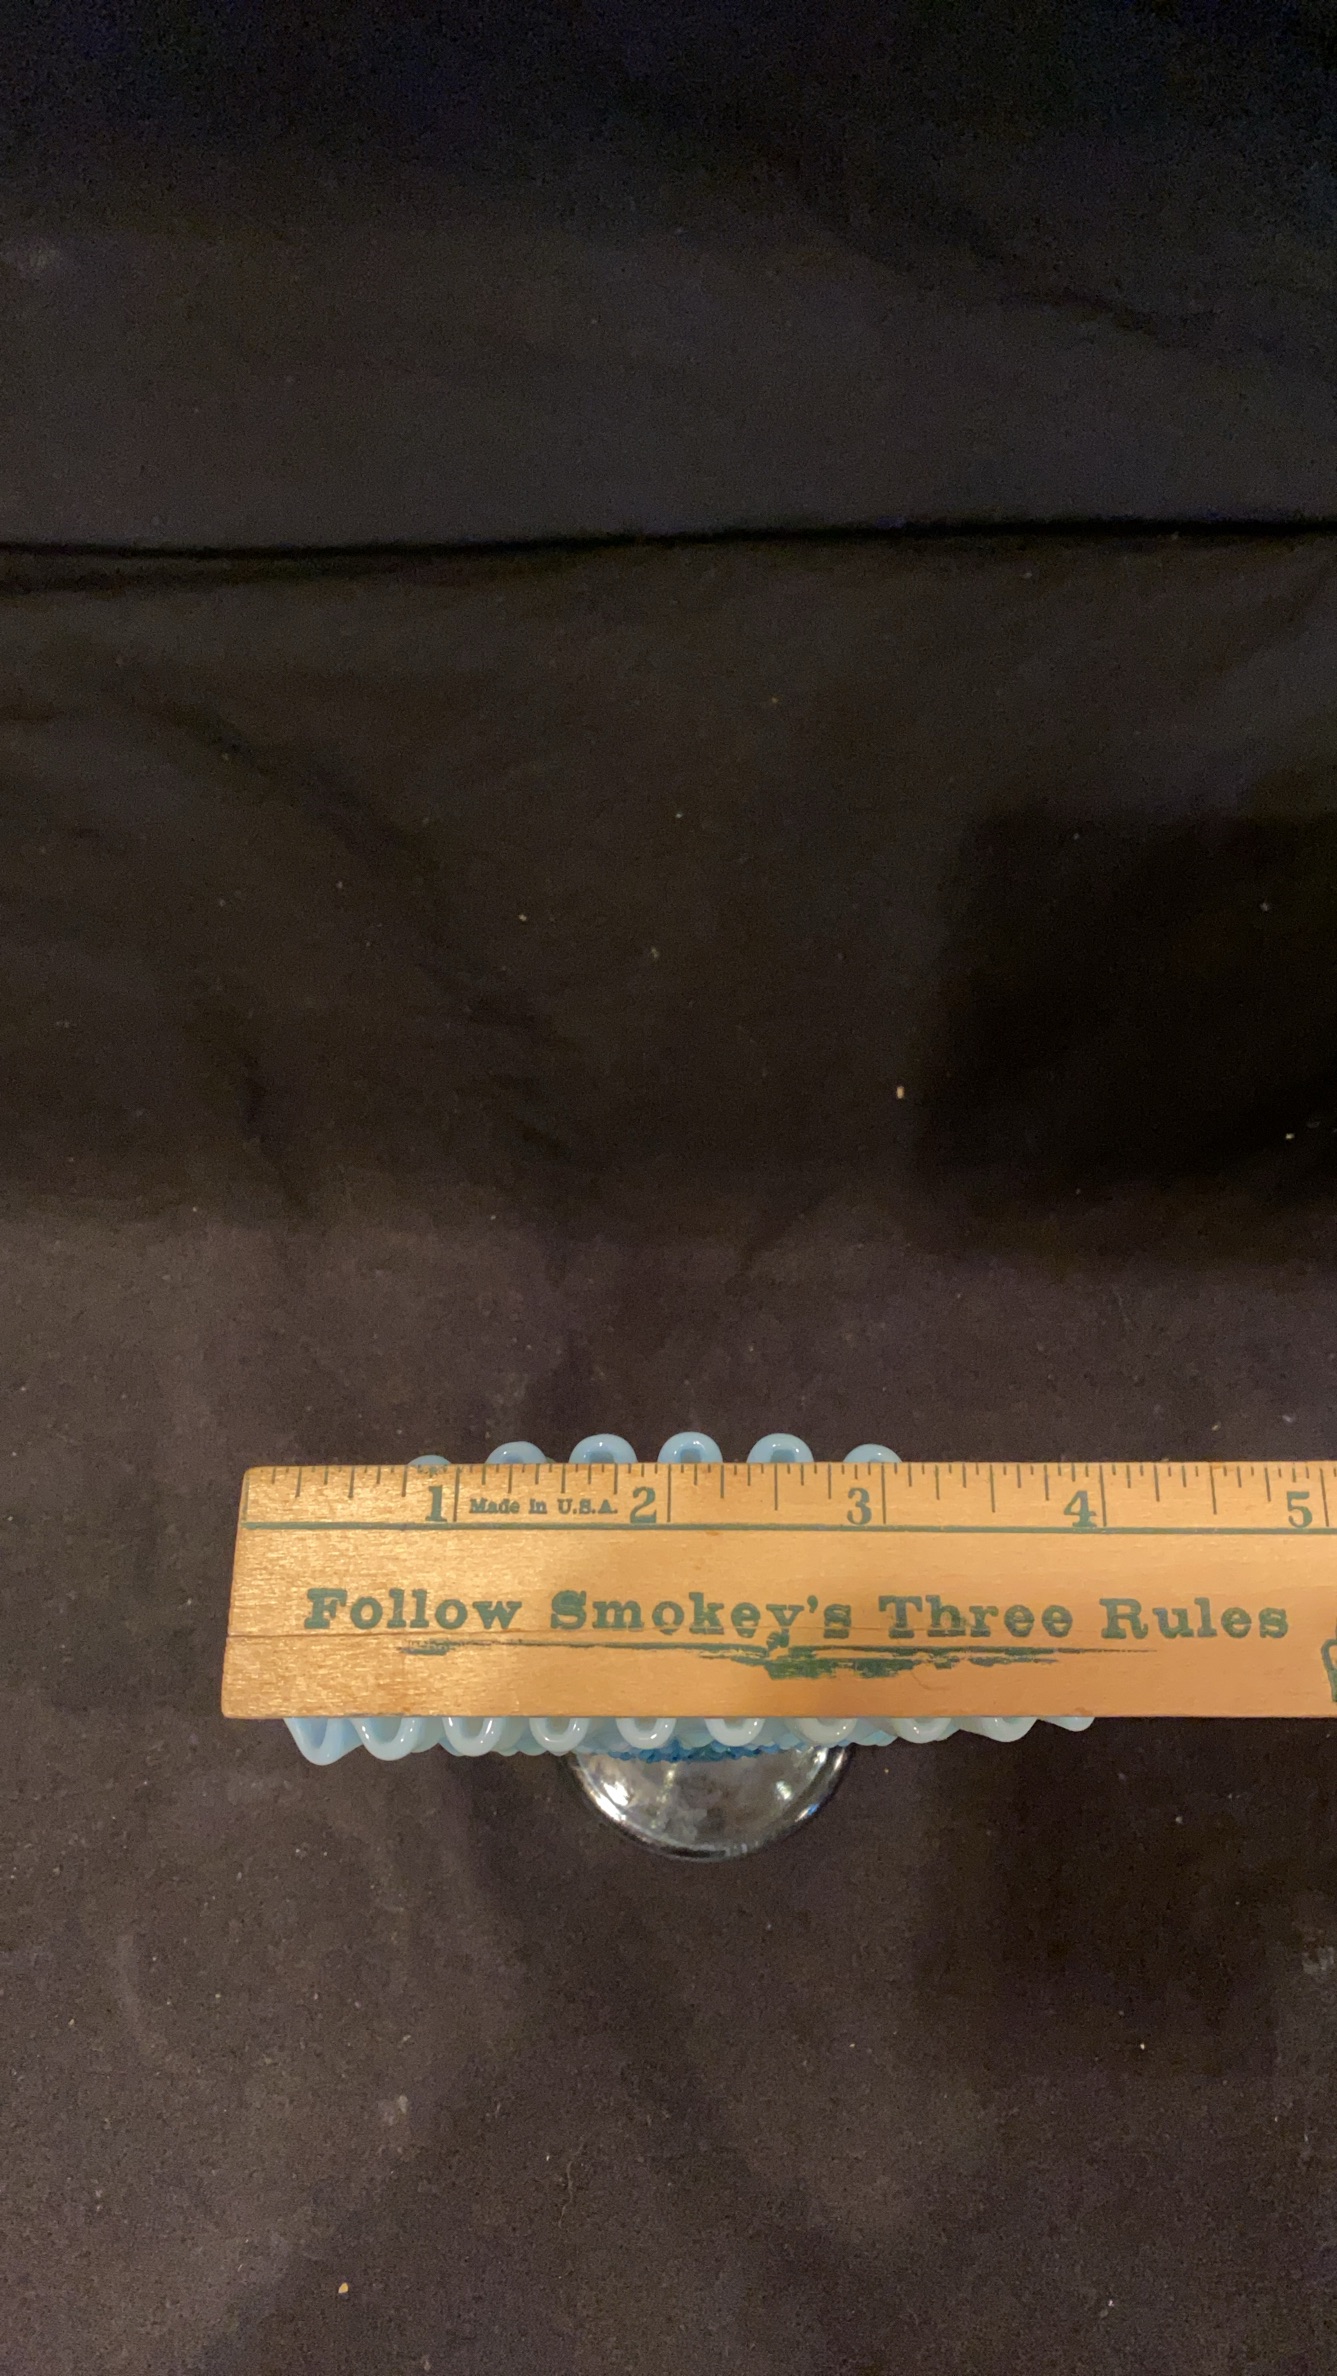 1 Made in U.S.A. 2 3 4 5
Follow Smokey's Three Rules